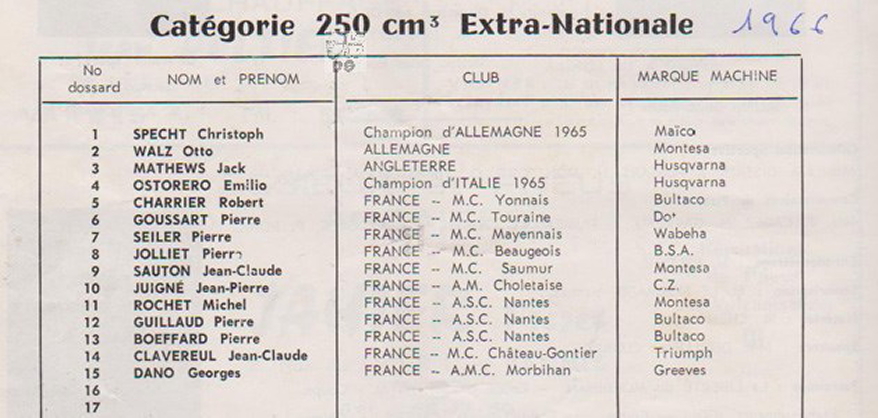 Catégorie 250 cm³ Extra-Nationale 1966
No dossard NOM et PRENOM CLUB MARQUE MACHINE
1 SPECHT Christoph Champion d'ALLEMAGNE 1965 Maïco
2 WALZ Otto ALLEMAGNE Montesa
3 MATHEWS Jack ANGLETERRE Husqvarna
4 OSTORERO Emilio Champion d'ITALIE 1965 Husqvarna
5 CHARRIER Robert FRANCE -- M.C. Yonnais Bultaco
6 GOUSSART Pierre FRANCE -- M.C. Touraine
7 SEILER Pierre FRANCE -- M.C. Mayennais Wabeha
8 JOLLIET Pierre FRANCE -- M.C. Beaugeois B.S.A.
9 SAUTON Jean-Claude FRANCE -- M.C. Saumur Montesa
10 JUIGNÉ Jean-Pierre FRANCE -- A.M. Choletaise C.Z.
11 ROCHET Michel FRANCE -- A.S.C. Nantes Montesa
12 GUILLAUD Pierre FRANCE -- A.S.C. Nantes Bultaco
13 BOEFFARD Pierre FRANCE -- A.S.C. Nantes Bultaco
14 CLAVEREUL Jean-Claude FRANCE -- M.C. Château-Gontier Triumph
15 DANO Georges FRANCE -- A.M.C. Morbihan Greeves
16
17